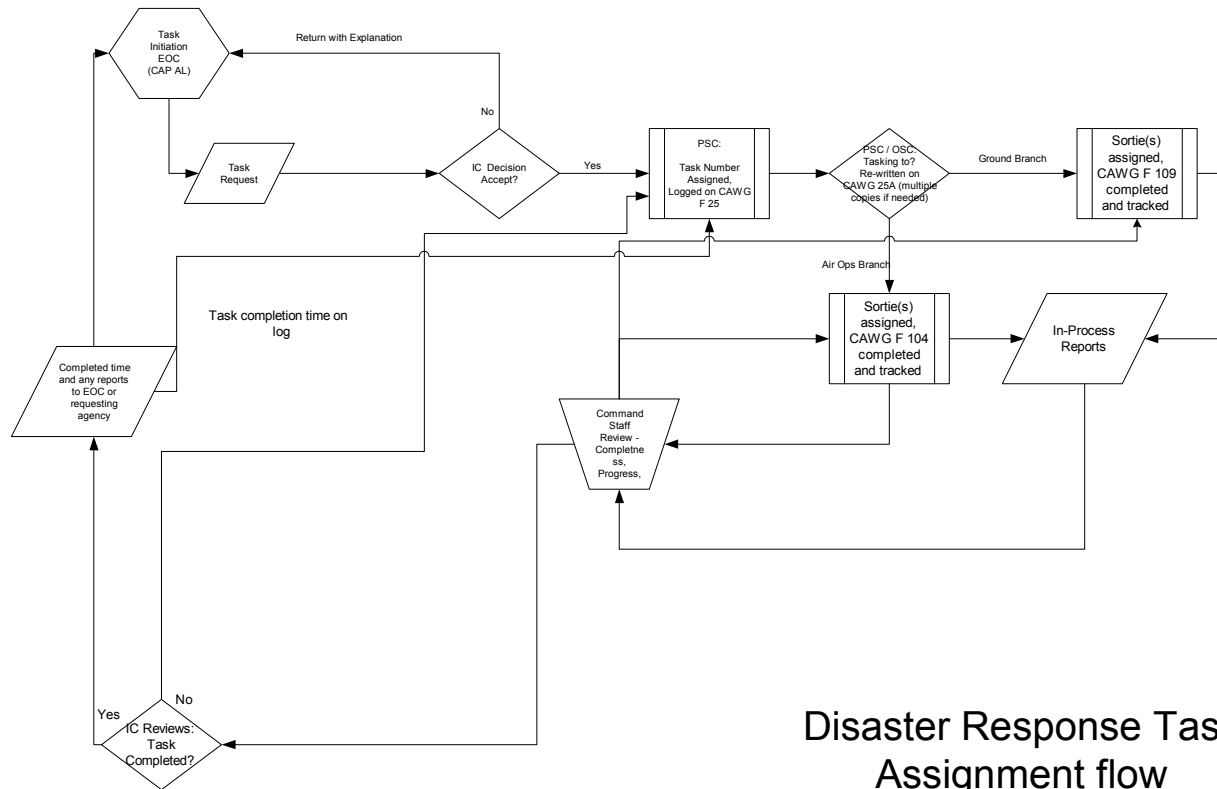 Task
Initiation
EOC
(CAP AL)
Return with Explanation
No
Task
Request
IC Decision
Accept?
Yes
PSC:
Task Number
Assigned,
Logged on CAWG
F 25
PSC / OSC:
Tasking to?
Re-written on
CAWG 25A (multiple
copies if needed)
Ground Branch
Sortie(s)
assigned,
CAWG F 109
completed
and tracked
Air Ops Branch
Sortie(s)
assigned,
CAWG F 104
completed
and tracked
In-Process
Reports
Task completion time on
log
Completed time
and any reports
to EOC or
requesting
agency
Command
Staff
Review -
Completne
ss,
Progress,
Yes
No
IC Reviews:
Task
Completed?
Disaster Response Tas
Assignment flow